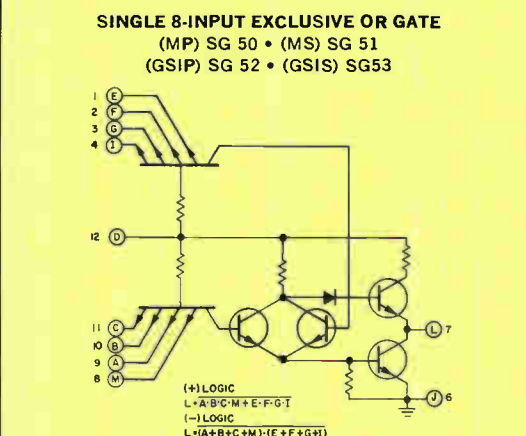 SINGLE 8-INPUT EXCLUSIVE OR GATE
(MP) SG 50 • (MS) SG 51
(GSIP) SG 52 • (GSIS) SG53
1 E
2 F
3 G
4 I
12 D
11 C
10 B
9 A
8 M
L 7
J 6
(+) LOGIC
L=A·B·C·M+E·F·G·I
(−) LOGIC
L=(A+B+C+M)·(E+F+G+I)